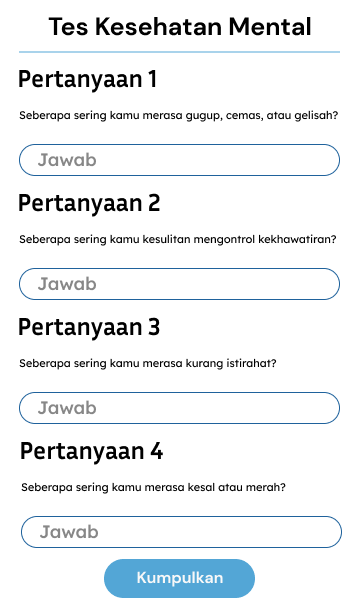 Tes Kesehatan Mental
Pertanyaan 1
Seberapa sering kamu merasa gugup, cemas, atau gelisah?
Jawab
Pertanyaan 2
Seberapa sering kamu kesulitan mengontrol kekhawatiran?
Jawab
Pertanyaan 3
Seberapa sering kamu merasa kurang istirahat?
Jawab
Pertanyaan 4
Seberapa sering kamu merasa kesal atau merah?
Jawab
Kumpulkan